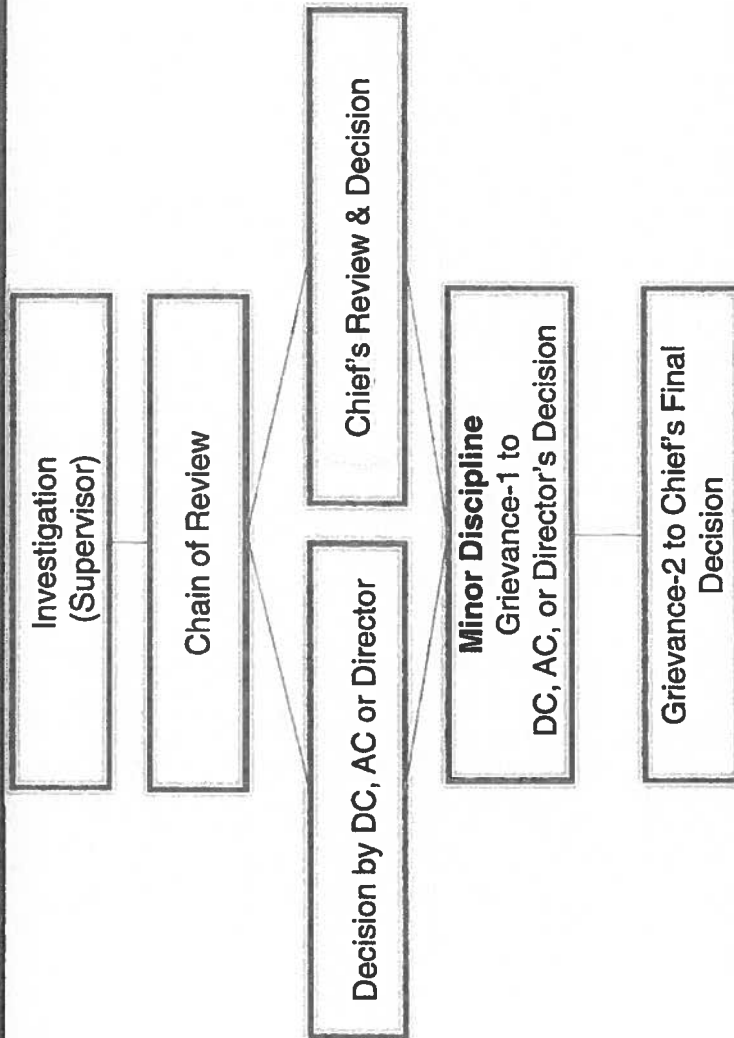 Investigation
(Supervisor)
Chain of Review
Decision by DC, AC or Director
Chief's Review & Decision
Minor Discipline
Grievance-1 to
DC, AC, or Director's Decision
Grievance-2 to Chief's Final
Decision